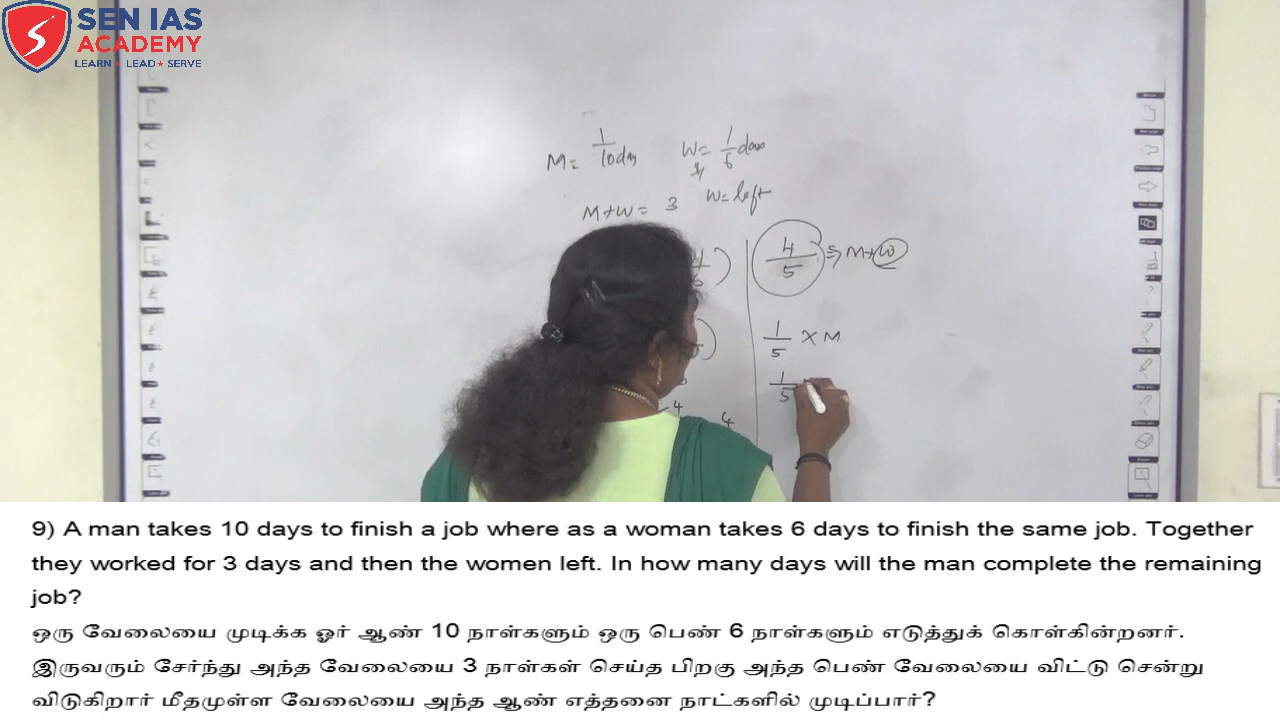 SEN IAS
ACADEMY
LEARN ★ LEAD ★ SERVE
M = 1/10 day W = 1/6 days
M+W = 3 W = left
4/5 ⇒ M+W
1/5 × M
1/5
4
4
9) A man takes 10 days to finish a job where as a woman takes 6 days to finish the same job. Together
they worked for 3 days and then the women left. In how many days will the man complete the remaining
job?
ஒரு வேலையை முடிக்க ஓர் ஆண் 10 நாள்களும் ஒரு பெண் 6 நாள்களும் எடுத்துக் கொள்கின்றனர்.
இருவரும் சேர்ந்து அந்த வேலையை 3 நாள்கள் செய்த பிறகு அந்த பெண் வேலையை விட்டு சென்று
விடுகிறார் மீதமுள்ள வேலையை அந்த ஆண் எத்தனை நாட்களில் முடிப்பார்?